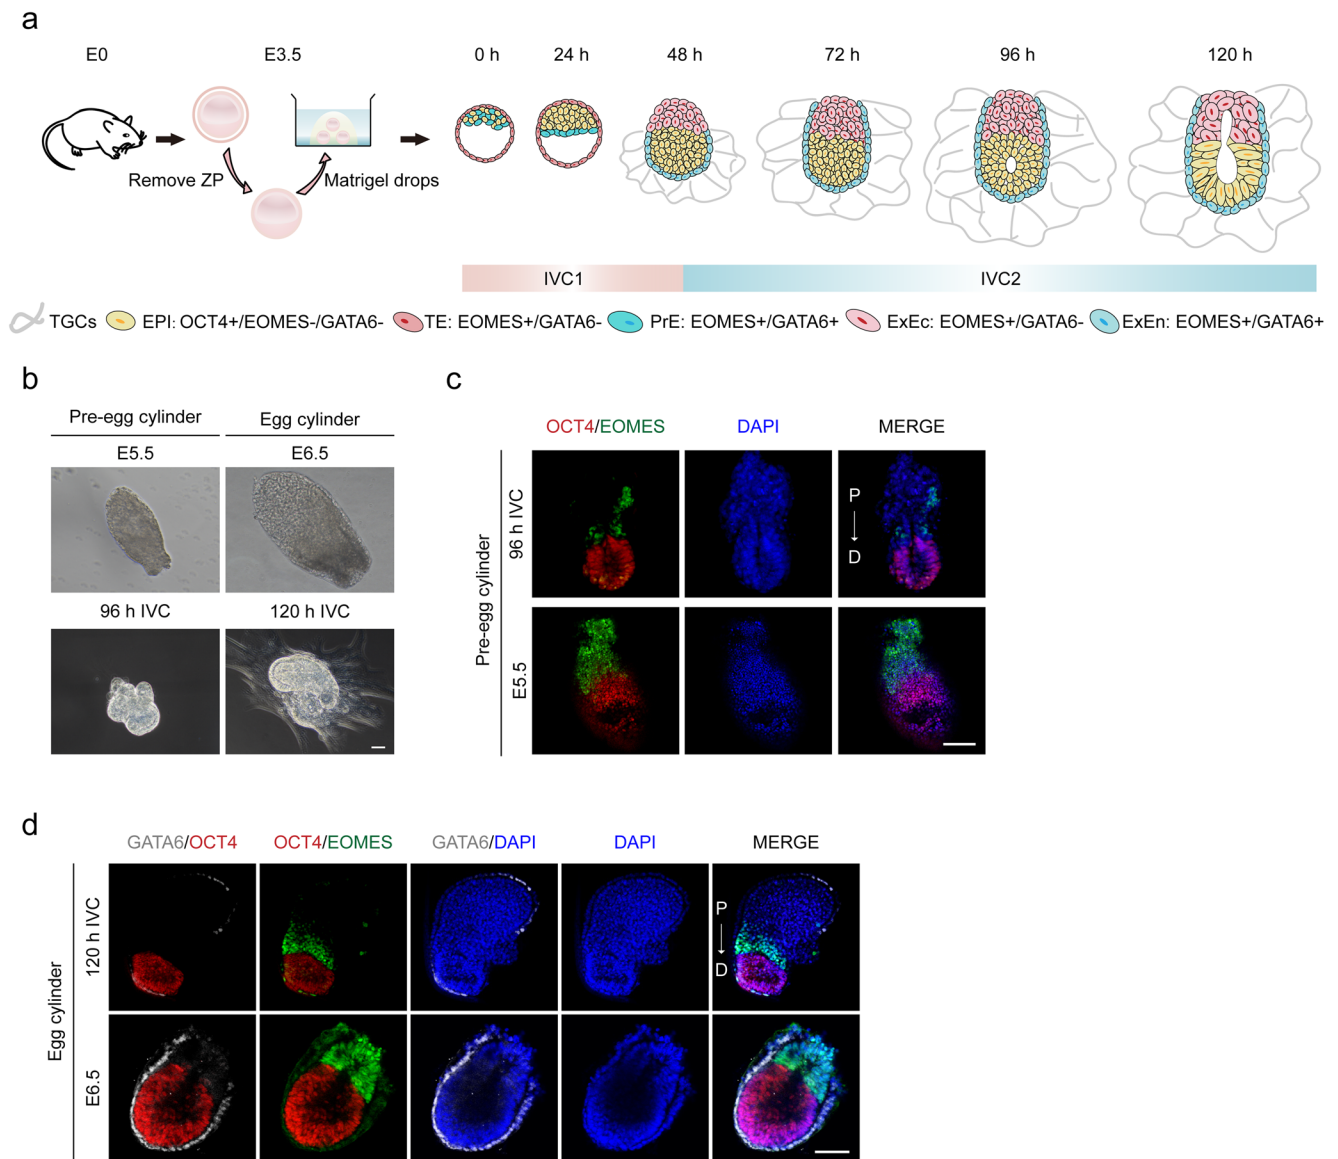 a
E0
E3.5
0 h
24 h
48 h
72 h
96 h
120 h
Remove ZP
Matrigel drops
IVC1
IVC2
TGCs
EPI: OCT4+/EOMES-/GATA6-
TE: EOMES+/GATA6-
PrE: EOMES+/GATA6+
ExEc: EOMES+/GATA6-
ExEn: EOMES+/GATA6+
b
Pre-egg cylinder
Egg cylinder
E5.5
E6.5
96 h IVC
120 h IVC
c
OCT4/EOMES
DAPI
MERGE
Pre-egg cylinder
96 h IVC
P
D
E5.5
d
GATA6/OCT4
OCT4/EOMES
GATA6/DAPI
DAPI
MERGE
Egg cylinder
120 h IVC
P
D
E6.5